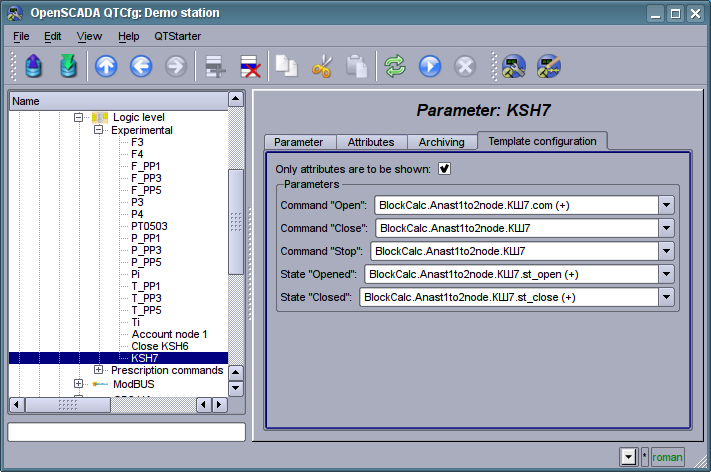 OpenSCADA QTCfg: Demo station
File Edit View Help QTStarter
Name
Logic level
Experimental
F3
F4
F_PP1
F_PP3
F_PP5
P3
P4
PT0503
P_PP1
P_PP3
P_PP5
Pi
T_PP1
T_PP3
T_PP5
Ti
Account node 1
Close KSH6
KSH7
Prescription commands
ModBUS
Parameter: KSH7
Parameter Attributes Archiving Template configuration
Only attributes are to be shown:
Parameters
Command "Open": BlockCalc.Anast1to2node.КШ7.com (+)
Command "Close": BlockCalc.Anast1to2node.КШ7
Command "Stop": BlockCalc.Anast1to2node.КШ7
State "Opened": BlockCalc.Anast1to2node.КШ7.st_open (+)
State "Closed": BlockCalc.Anast1to2node.КШ7.st_close (+)
* roman